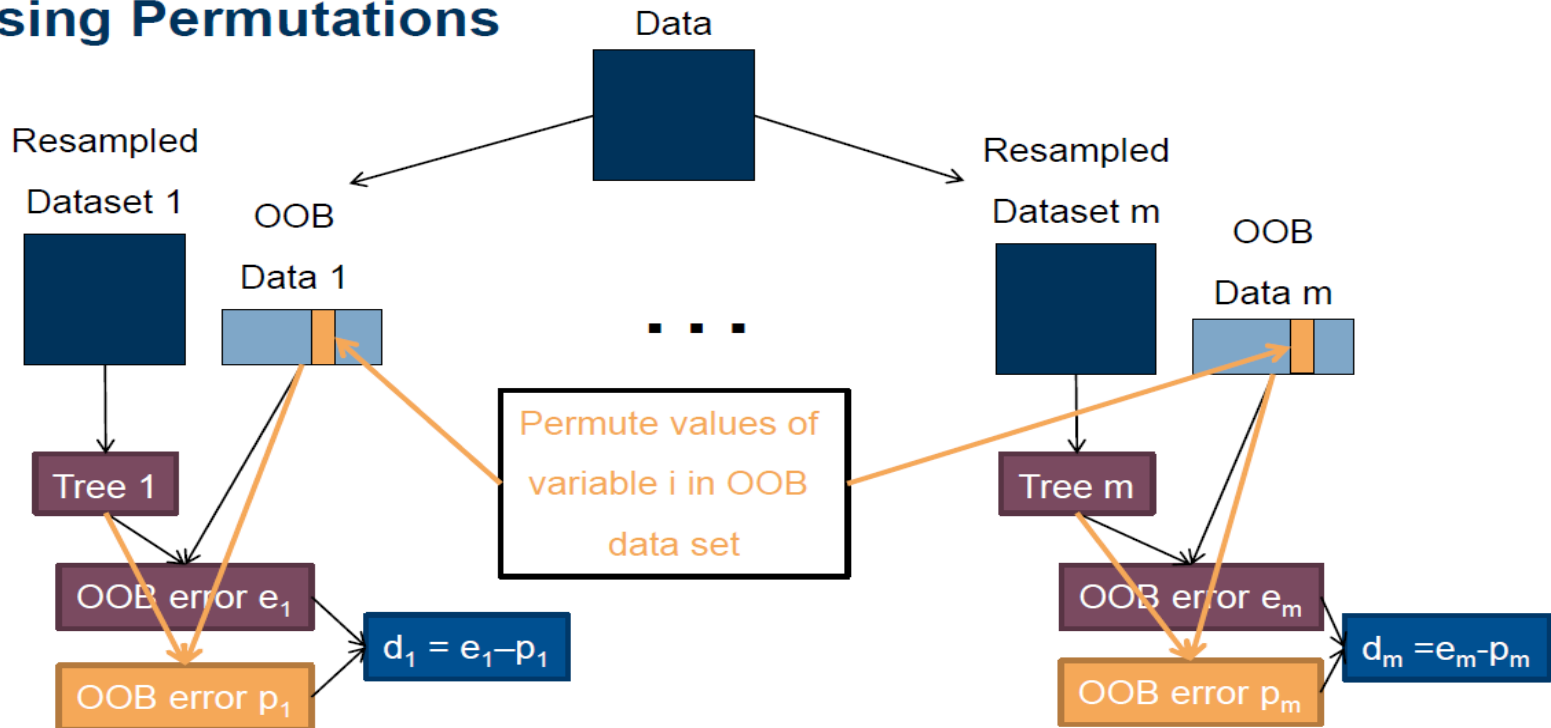 sing Permutations
Data
Resampled
Dataset 1
OOB
Data 1
Resampled
Dataset m
OOB
Data m
...
Permute values of
variable i in OOB
data set
Tree 1
OOB error e₁
OOB error p₁
d₁ = e₁–p₁
Tree m
OOB error eₘ
OOB error pₘ
dₘ =eₘ-pₘ